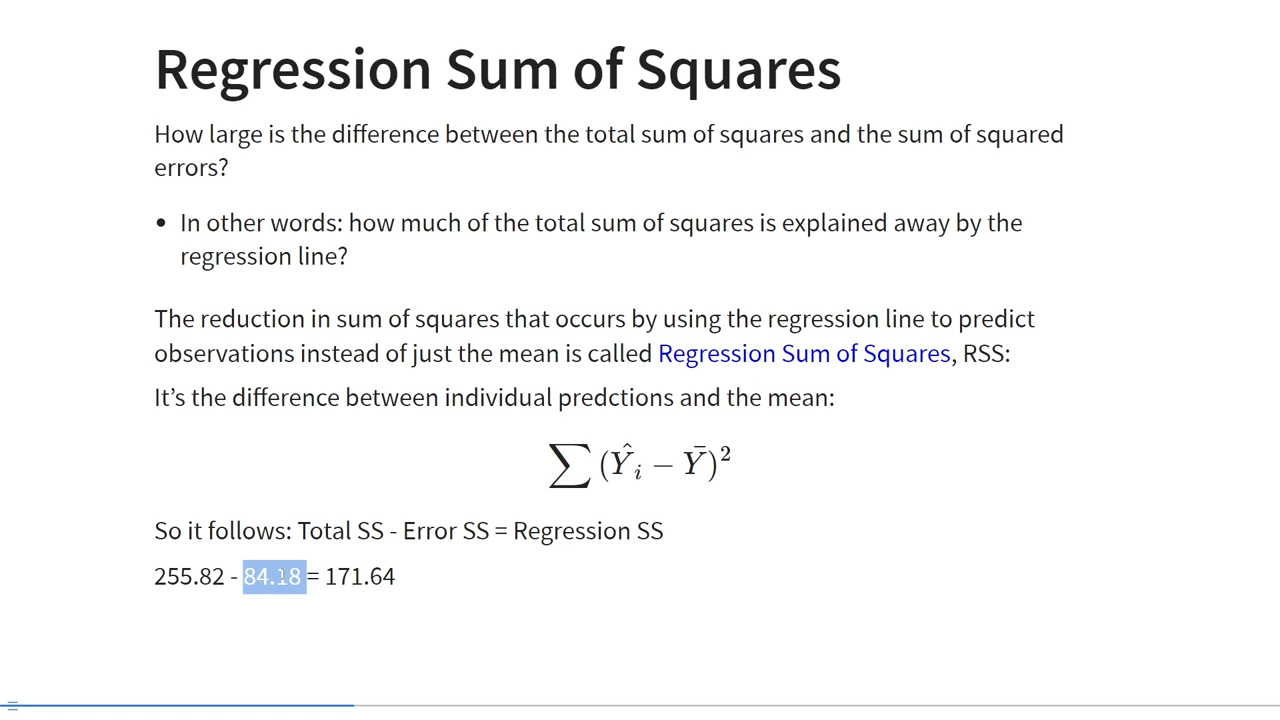 Regression Sum of Squares
How large is the difference between the total sum of squares and the sum of squared
errors?
• In other words: how much of the total sum of squares is explained away by the
regression line?
The reduction in sum of squares that occurs by using the regression line to predict
observations instead of just the mean is called Regression Sum of Squares, RSS:
It’s the difference between individual predctions and the mean:
∑ (Ŷᵢ − Ȳ)²
So it follows: Total SS - Error SS = Regression SS
255.82 - 84.18 = 171.64